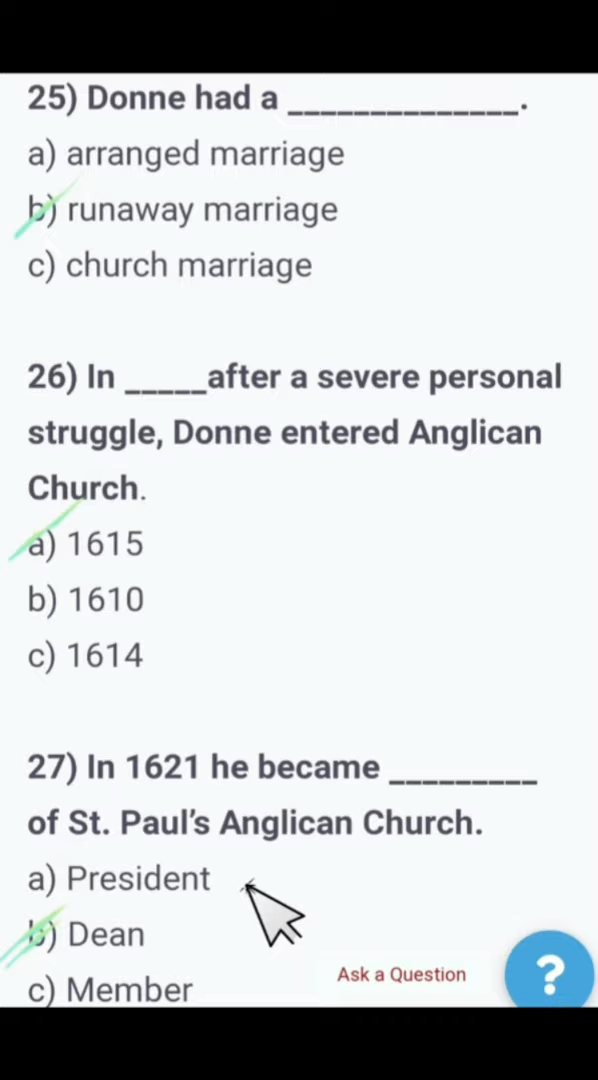 25) Donne had a ______________.
a) arranged marriage
b) runaway marriage
c) church marriage
26) In _____after a severe personal
struggle, Donne entered Anglican
Church.
a) 1615
b) 1610
c) 1614
27) In 1621 he became _________
of St. Paul's Anglican Church.
a) President
b) Dean
c) Member
Ask a Question
?